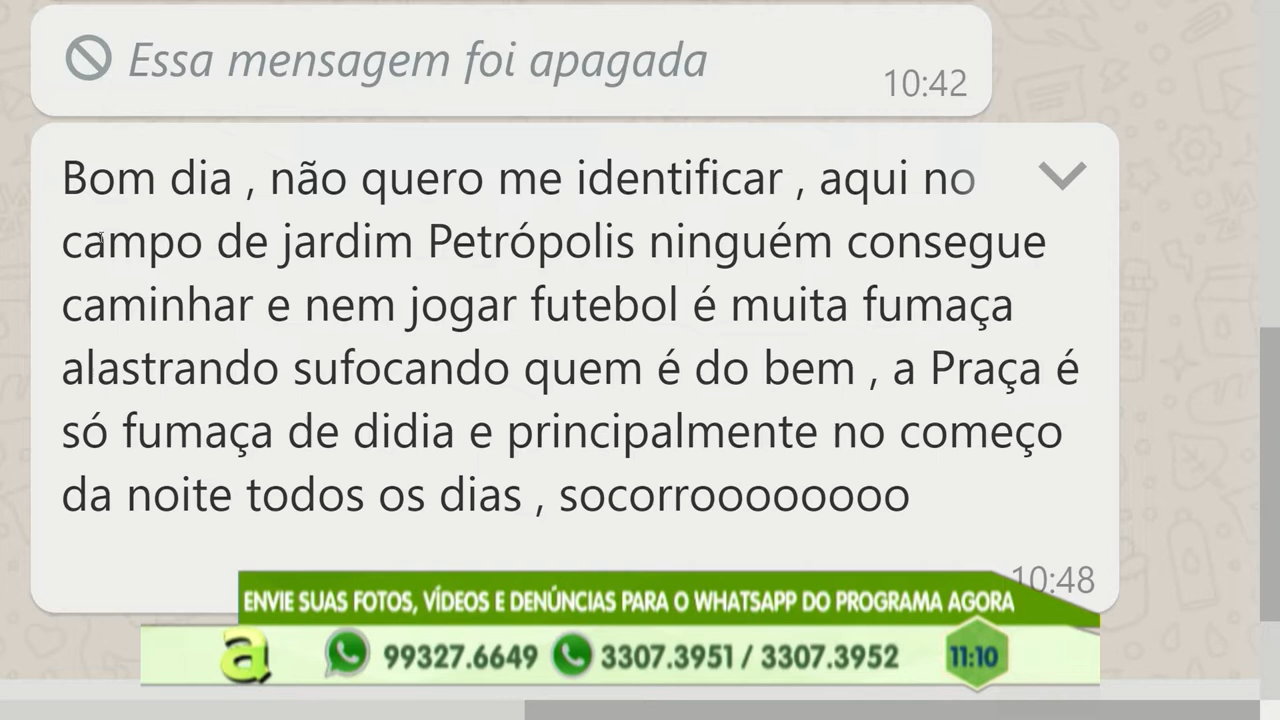 Essa mensagem foi apagada
10:42
Bom dia , não quero me identificar , aqui no
campo de jardim Petrópolis ninguém consegue
caminhar e nem jogar futebol é muita fumaça
alastrando sufocando quem é do bem , a Praça é
só fumaça de didia e principalmente no começo
da noite todos os dias , socorroooooooo
10:48
ENVIE SUAS FOTOS, VÍDEOS E DENÚNCIAS PARA O WHATSAPP DO PROGRAMA AGORA
a 99327.6649 3307.3951 / 3307.3952 11:10